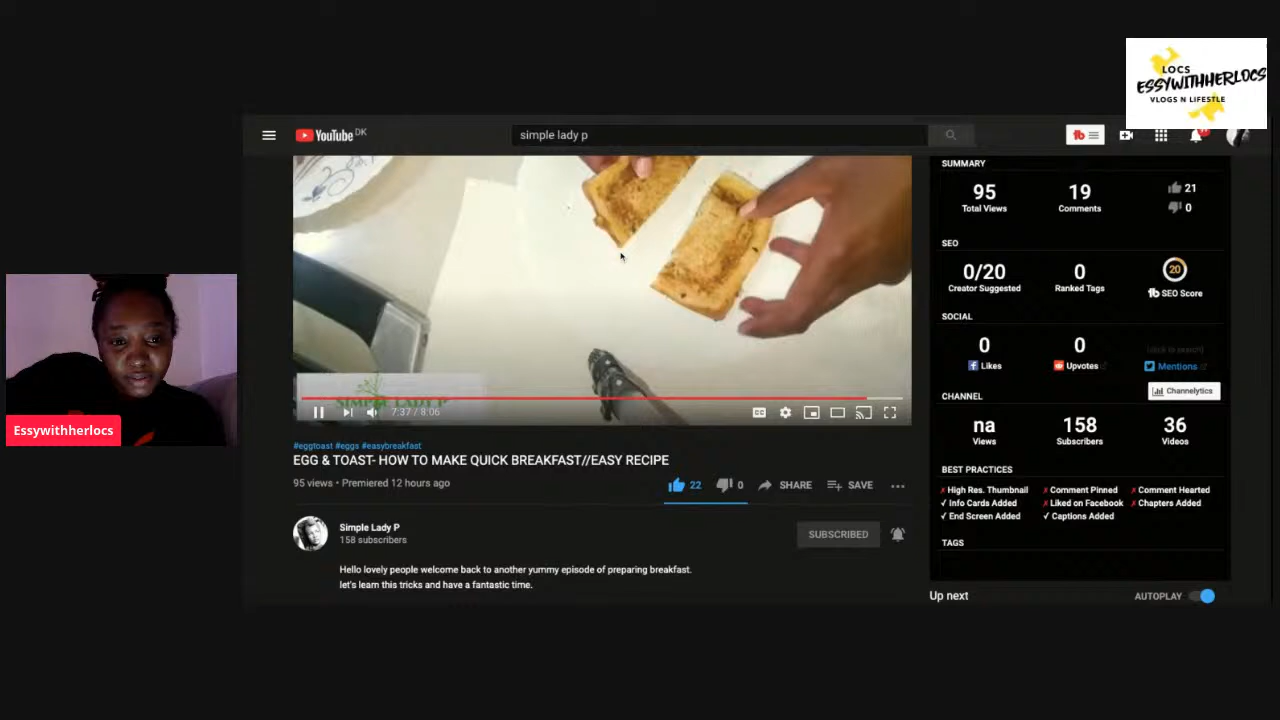 LOCS
ESSYWITHHERLOCS
VLOGS N LIFESTLE
YouTube DK
simple lady p
SUMMARY
95
Total Views
19
Comments
21
0
SEO
0/20
Creator Suggested
0
Ranked Tags
20
SEO Score
SOCIAL
0
Likes
0
Upvotes
Mentions
Channelytics
CHANNEL
na
Views
158
Subscribers
36
Videos
BEST PRACTICES
High Res. Thumbnail
Comment Pinned
Comment Hearted
Info Cards Added
Liked on Facebook
Chapters Added
End Screen Added
Captions Added
TAGS
Up next
AUTOPLAY
SIMPLE LADY P
7:37 / 8:06
#eggtoast #eggs #easybreakfast
EGG & TOAST- HOW TO MAKE QUICK BREAKFAST//EASY RECIPE
95 views • Premiered 12 hours ago
22
0
SHARE
SAVE
Simple Lady P
158 subscribers
SUBSCRIBED
Hello lovely people welcome back to another yummy episode of preparing breakfast.
let's learn this tricks and have a fantastic time.
Essywithherlocs